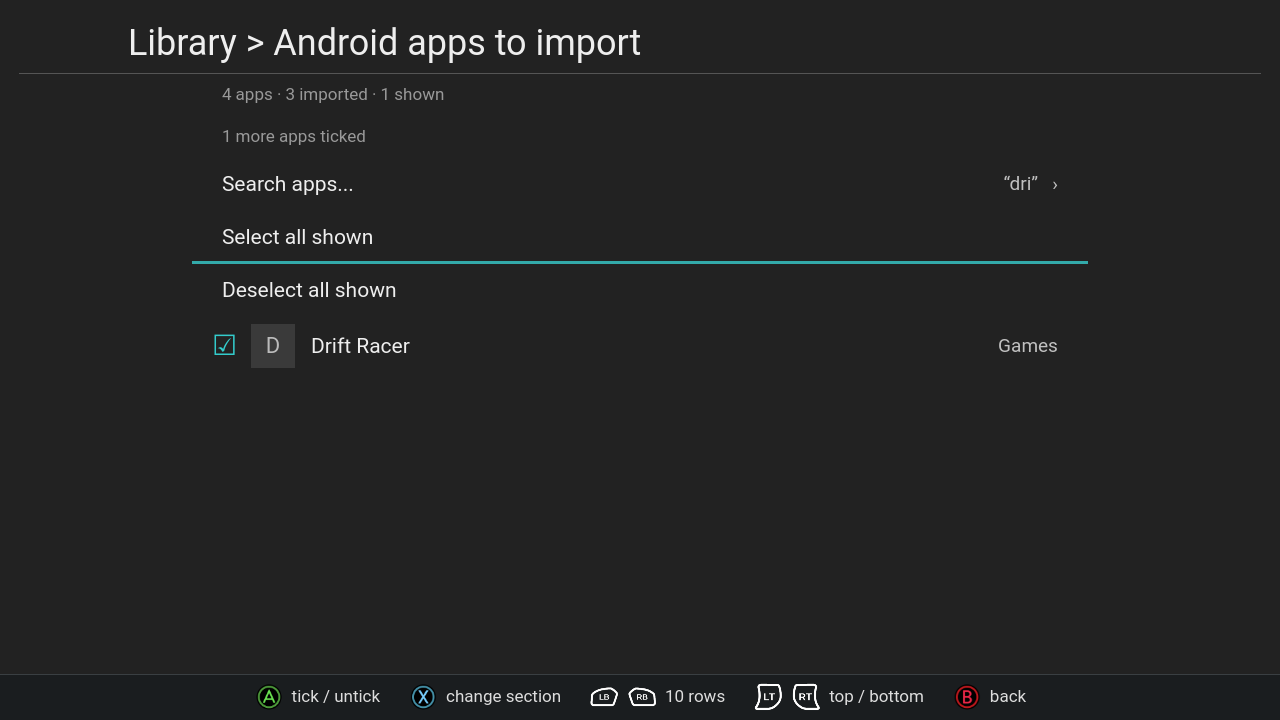 Library > Android apps to import
4 apps · 3 imported · 1 shown
1 more apps ticked
Search apps... “dri” ›
Select all shown
Deselect all shown
☑ D Drift Racer Games
A tick / untick X change section LB RB 10 rows LT RT top / bottom B back